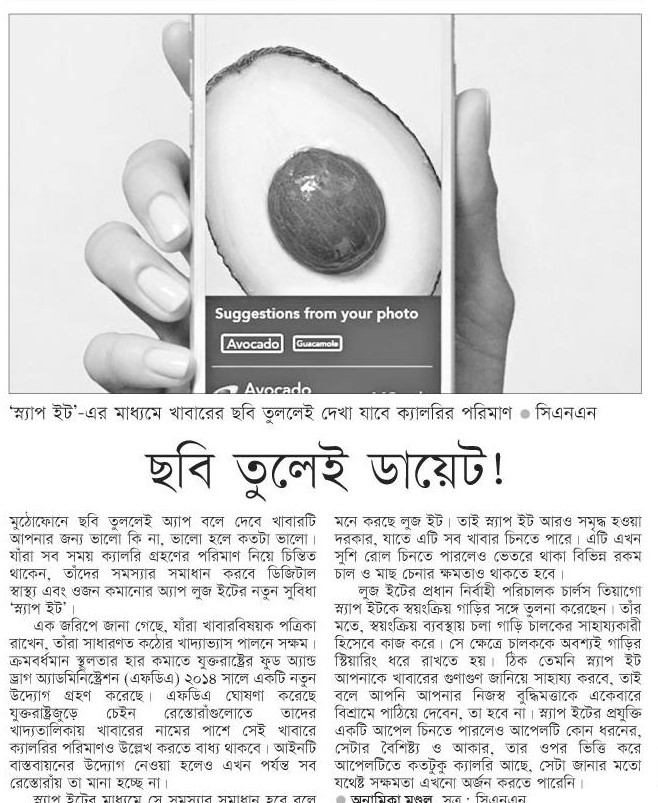 Suggestions from your photo
Avocado Guacamole
Avocado
‘স্ন্যাপ ইট’-এর মাধ্যমে খাবারের ছবি তুললেই দেখা যাবে ক্যালরির পরিমাণ ● সিএনএন
ছবি তুলেই ডায়েট!
মুঠোফোনে ছবি তুললেই অ্যাপ বলে দেবে খাবারটি
আপনার জন্য ভালো কি না, ভালো হলে কতটা ভালো।
যাঁরা সব সময় ক্যালরি গ্রহণের পরিমাণ নিয়ে চিন্তিত
থাকেন, তাঁদের সমস্যার সমাধান করবে ডিজিটাল
স্বাস্থ্য এবং ওজন কমানোর অ্যাপ লুজ ইটের নতুন সুবিধা
‘স্ন্যাপ ইট’।
এক জরিপে জানা গেছে, যাঁরা খাবারবিষয়ক পত্রিকা
রাখেন, তাঁরা সাধারণত কঠোর খাদ্যাভ্যাস পালনে সক্ষম।
ক্রমবর্ধমান স্থূলতার হার কমাতে যুক্তরাষ্ট্রের ফুড অ্যান্ড
ড্রাগ অ্যাডমিনিস্ট্রেশন (এফডিএ) ২০১৪ সালে একটি নতুন
উদ্যোগ গ্রহণ করেছে। এফডিএ ঘোষণা করেছে
যুক্তরাষ্ট্রজুড়ে চেইন রেস্তোরাঁগুলোতে তাদের
খাদ্যতালিকায় খাবারের নামের পাশে সেই খাবারে
ক্যালরির পরিমাণও উল্লেখ করতে বাধ্য থাকবে। আইনটি
বাস্তবায়নের উদ্যোগ নেওয়া হলেও এখন পর্যন্ত সব
রেস্তোরাঁয় তা মানা হচ্ছে না।
স্ন্যাপ ইটের মাধ্যমে সে সমস্যার সমাধান হবে বলে
মনে করছে লুজ ইট। তাই স্ন্যাপ ইট আরও সমৃদ্ধ হওয়া
দরকার, যাতে এটি সব খাবার চিনতে পারে। এটি এখন
সুশি রোল চিনতে পারলেও ভেতরে থাকা বিভিন্ন রকম
চাল ও মাছ চেনার ক্ষমতাও থাকতে হবে।
লুজ ইটের প্রধান নির্বাহী পরিচালক চার্লস তিয়াগো
স্ন্যাপ ইটকে স্বয়ংক্রিয় গাড়ির সঙ্গে তুলনা করেছেন। তাঁর
মতে, স্বয়ংক্রিয় ব্যবস্থায় চলা গাড়ি চালকের সাহায্যকারী
হিসেবে কাজ করে। সে ক্ষেত্রে চালককে অবশ্যই গাড়ির
স্টিয়ারিং ধরে রাখতে হয়। ঠিক তেমনি স্ন্যাপ ইট
আপনাকে খাবারের গুণাগুণ জানিয়ে সাহায্য করবে, তাই
বলে আপনি আপনার নিজস্ব বুদ্ধিমত্তাকে একেবারে
বিশ্রামে পাঠিয়ে দেবেন, তা হবে না। স্ন্যাপ ইটের প্রযুক্তি
একটি আপেল চিনতে পারলেও আপেলটি কোন ধরনের,
সেটার বৈশিষ্ট্য ও আকার, তার ওপর ভিত্তি করে
আপেলটিতে কতটুকু ক্যালরি আছে, সেটা জানার মতো
যথেষ্ট সক্ষমতা এখনো অর্জন করতে পারেনি।
● অনামিকা মণ্ডল, সূত্র : সিএনএন